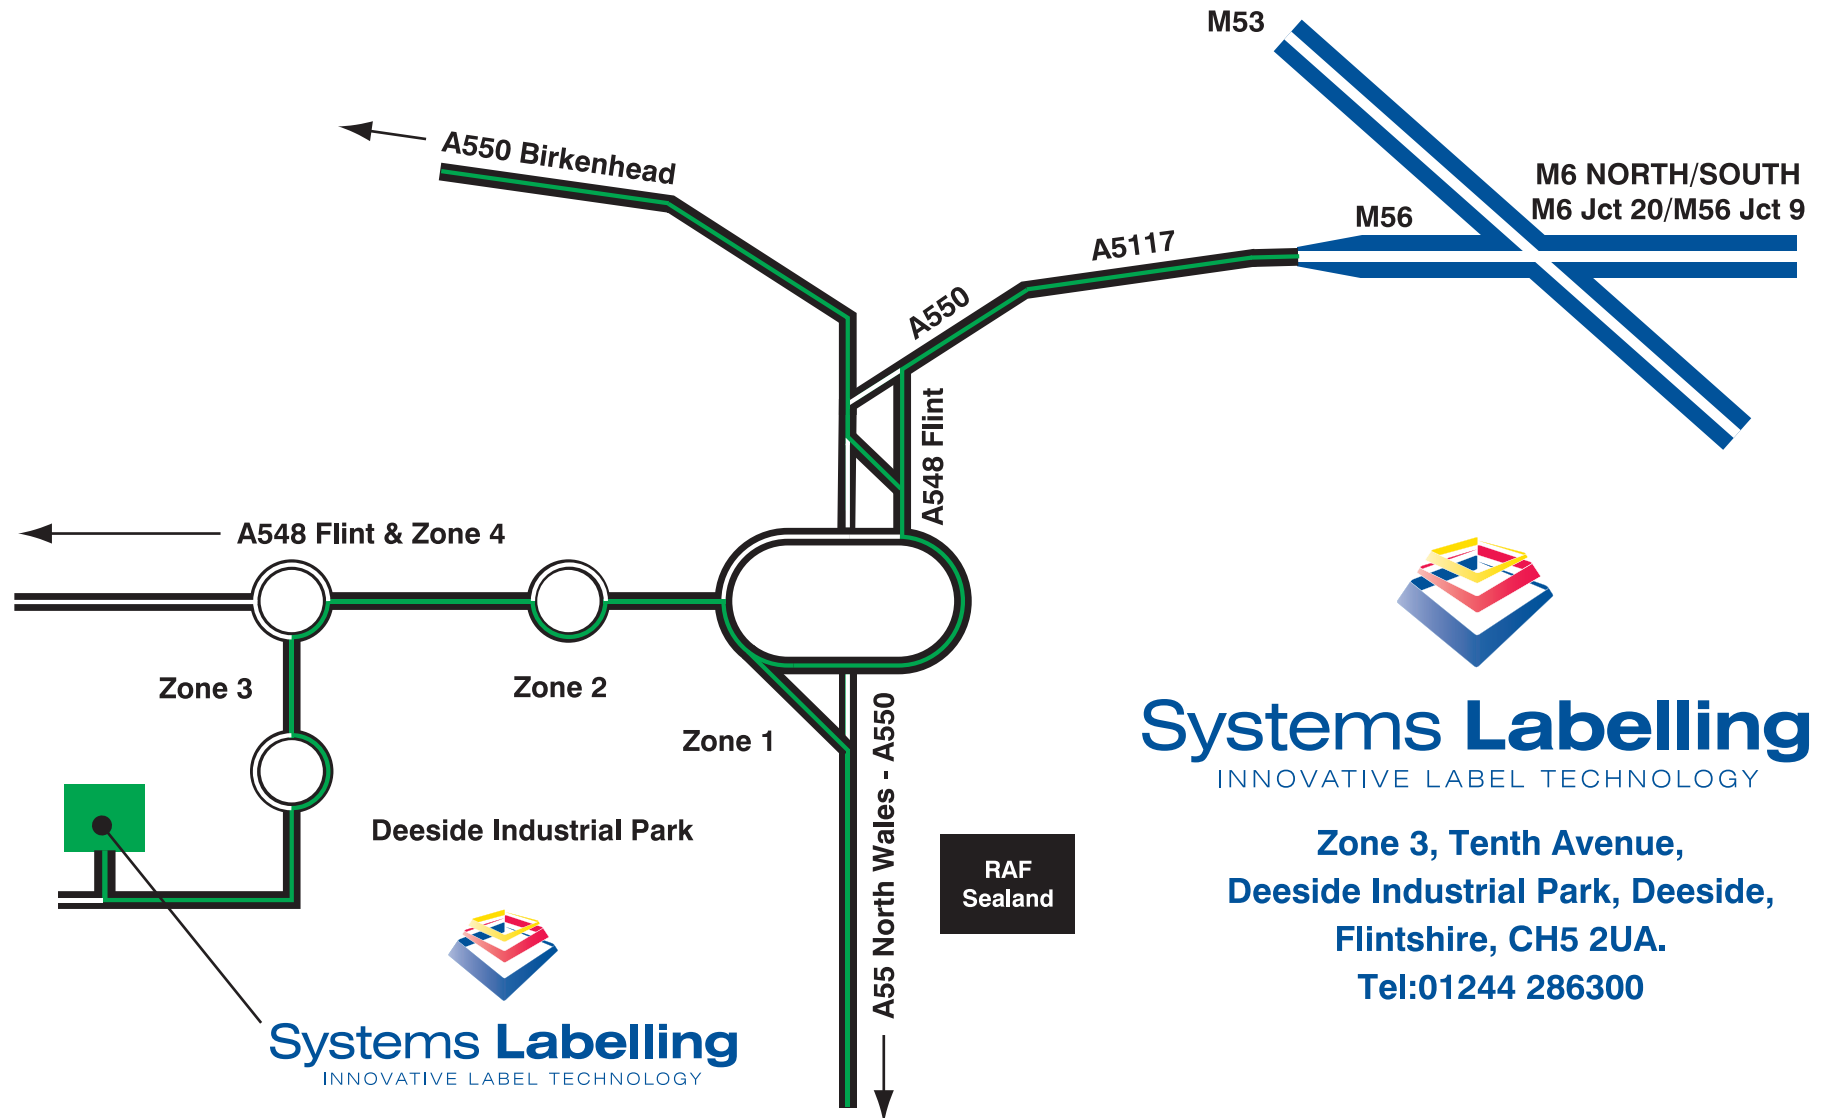 M53
A550 Birkenhead
M6 NORTH/SOUTH
M6 Jct 20/M56 Jct 9
M56
A5117
A550
A548 Flint
A548 Flint & Zone 4
Zone 3
Zone 2
Zone 1
A55 North Wales - A550
Deeside Industrial Park
RAF
Sealand
Systems Labelling
INNOVATIVE LABEL TECHNOLOGY
Systems Labelling
INNOVATIVE LABEL TECHNOLOGY
Zone 3, Tenth Avenue,
Deeside Industrial Park, Deeside,
Flintshire, CH5 2UA.
Tel:01244 286300